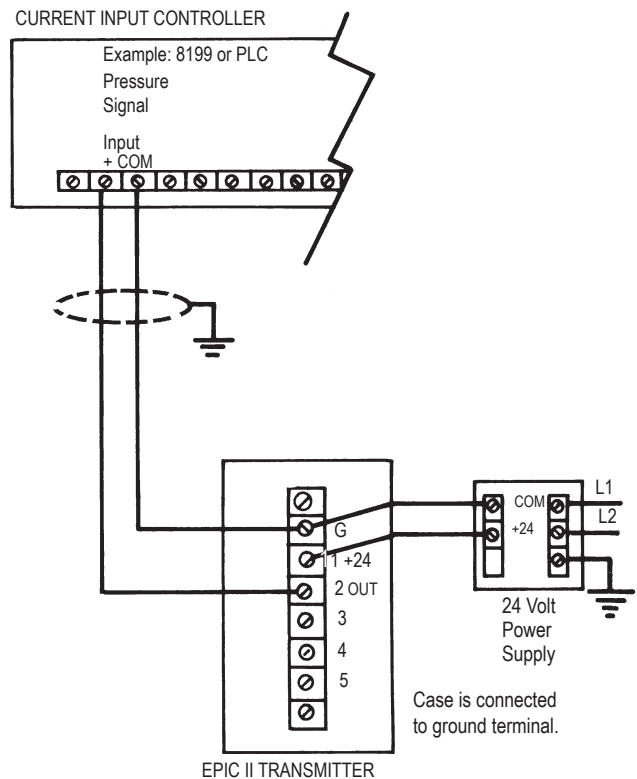 CURRENT INPUT CONTROLLER
Example: 8199 or PLC
Pressure
Signal
Input
+ COM
G
1 +24
2 OUT
3
4
5
COM
+24
L1
L2
24 Volt
Power
Supply
Case is connected
to ground terminal.
EPIC II TRANSMITTER